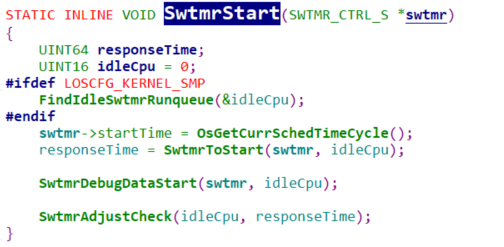 STATIC INLINE VOID SwtmrStart(SWTMR_CTRL_S *swtmr)
{
    UINT64 responseTime;
    UINT16 idleCpu = 0;
#ifdef LOSCFG_KERNEL_SMP
    FindIdleSwtmrRunqueue(&idleCpu);
#endif
    swtmr->startTime = OsGetCurrSchedTimeCycle();
    responseTime = SwtmrToStart(swtmr, idleCpu);
    SwtmrDebugDataStart(swtmr, idleCpu);
    SwtmrAdjustCheck(idleCpu, responseTime);
}